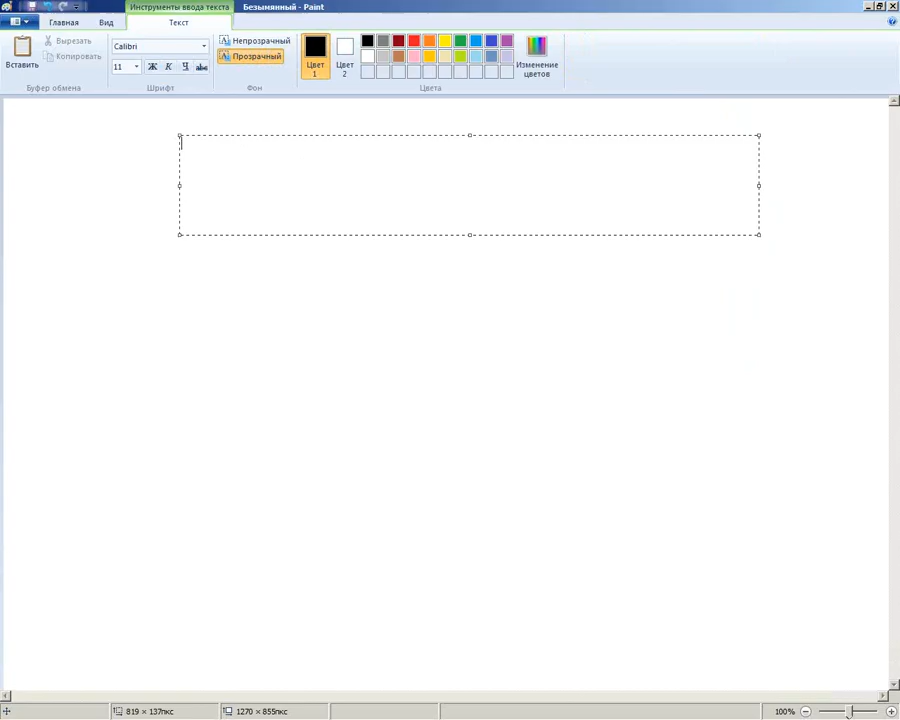 Инструменты ввода текста
Безымянный - Paint
Главная
Вид
Текст
Вставить
Вырезать
Копировать
Буфер обмена
Calibri
11
Ж К Ч abc
Шрифт
Непрозрачный
Прозрачный
Фон
Цвет 1
Цвет 2
Цвета
Изменение цветов
819 × 137пкс
1270 × 855пкс
100%